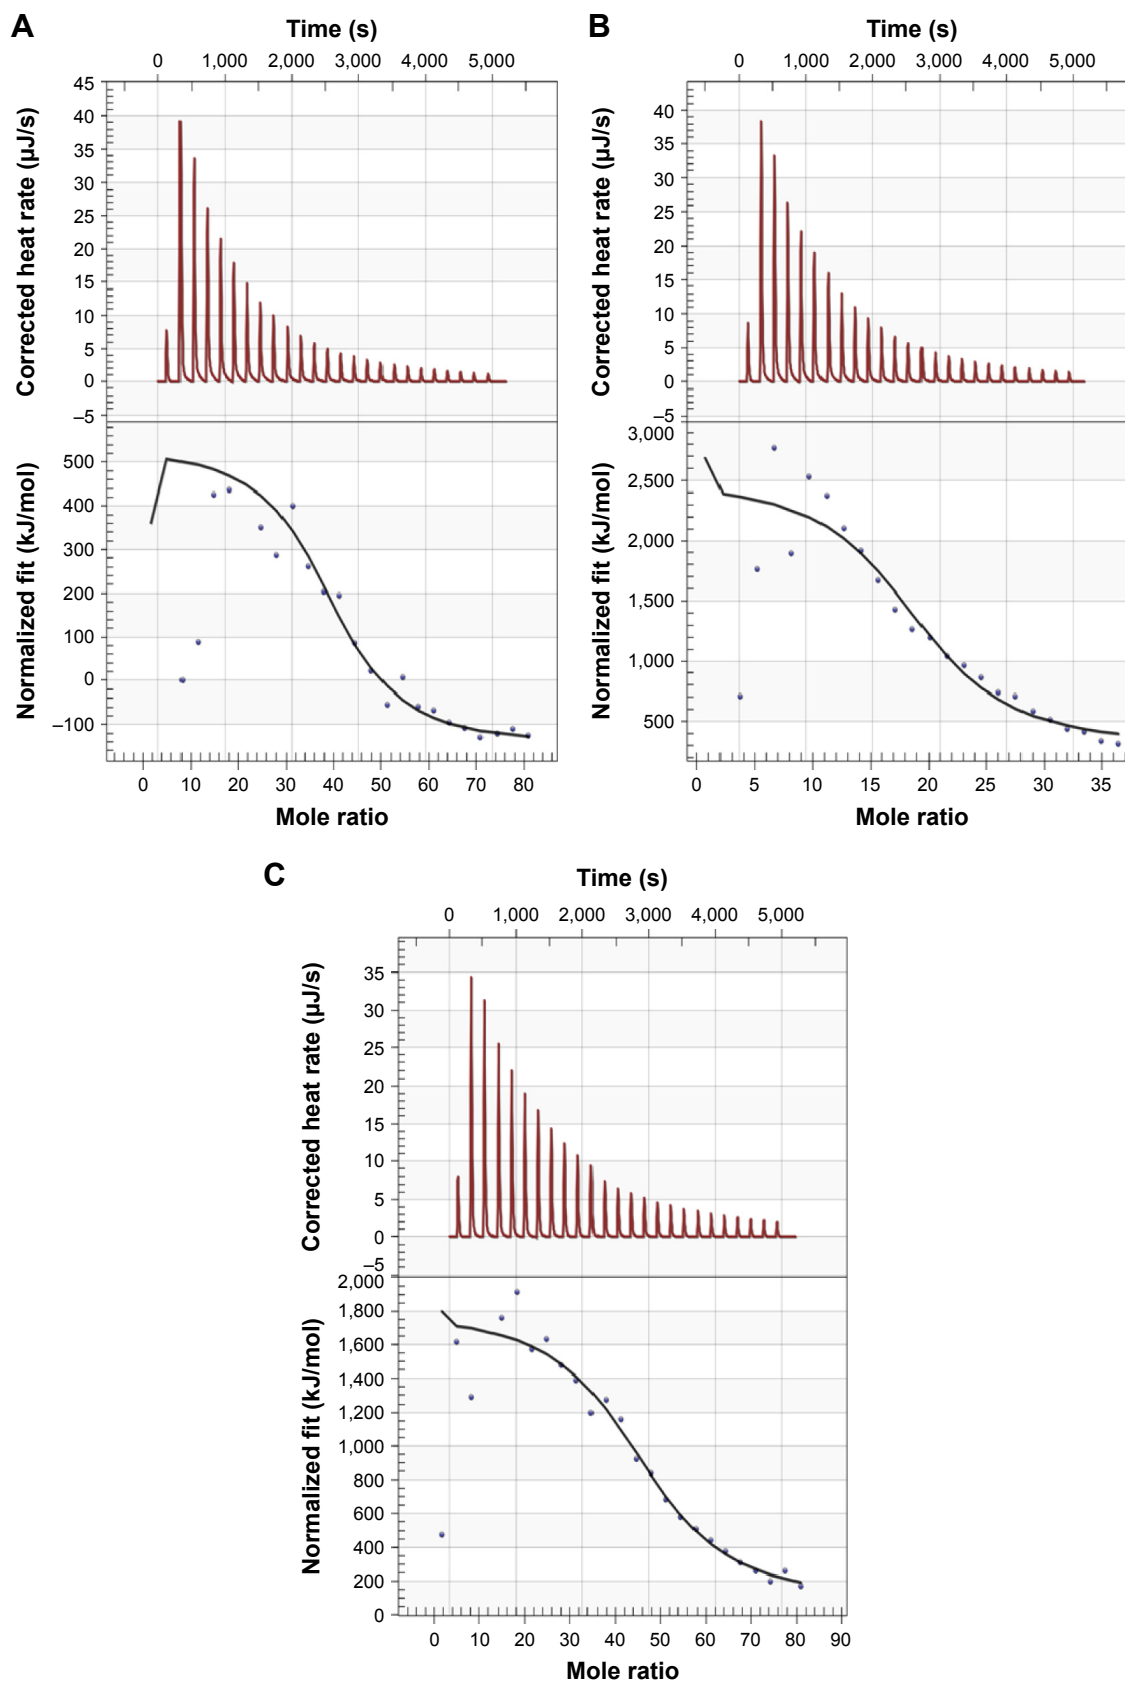 A
Time (s)
0 1,000 2,000 3,000 4,000 5,000
Corrected heat rate (µJ/s)
45
40
35
30
25
20
15
10
5
0
–5
Normalized fit (kJ/mol)
500
400
300
200
100
0
–100
0 10 20 30 40 50 60 70 80
Mole ratio
B
Time (s)
0 1,000 2,000 3,000 4,000 5,000
Corrected heat rate (µJ/s)
40
35
30
25
20
15
10
5
0
–5
Normalized fit (kJ/mol)
3,000
2,500
2,000
1,500
1,000
500
0 5 10 15 20 25 30 35
Mole ratio
C
Time (s)
0 1,000 2,000 3,000 4,000 5,000
Corrected heat rate (µJ/s)
35
30
25
20
15
10
5
0
–5
Normalized fit (kJ/mol)
2,000
1,800
1,600
1,400
1,200
1,000
800
600
400
200
0
0 10 20 30 40 50 60 70 80 90
Mole ratio